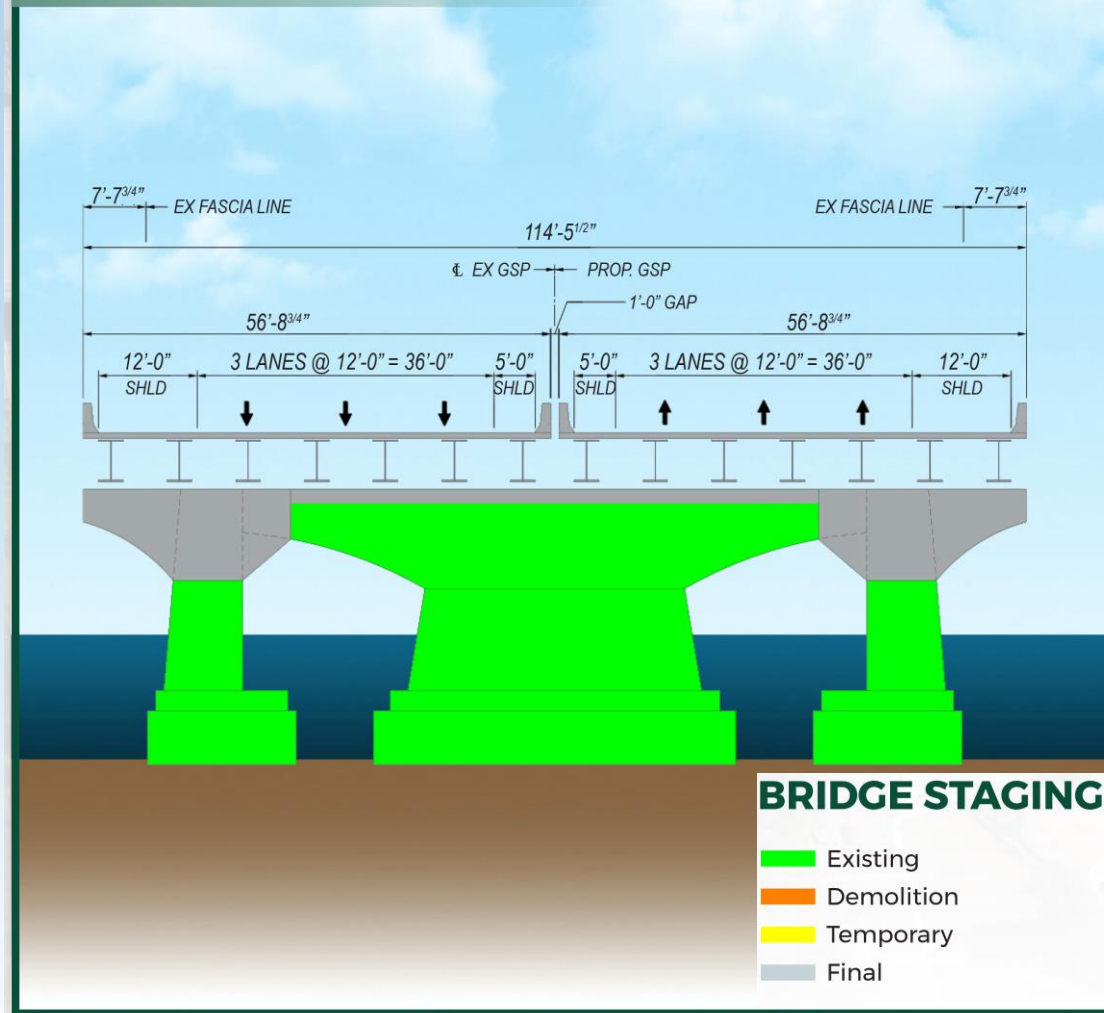 7'-7 3/4" 7'-7 3/4"
EX FASCIA LINE EX FASCIA LINE
114'-5 1/2"
℄ EX GSP PROP. GSP
1'-0" GAP
56'-8 3/4" 56'-8 3/4"
12'-0" 3 LANES @ 12'-0" = 36'-0" 5'-0" 5'-0" 3 LANES @ 12'-0" = 36'-0" 12'-0"
SHLD SHLD SHLD SHLD
BRIDGE STAGING
Existing
Demolition
Temporary
Final